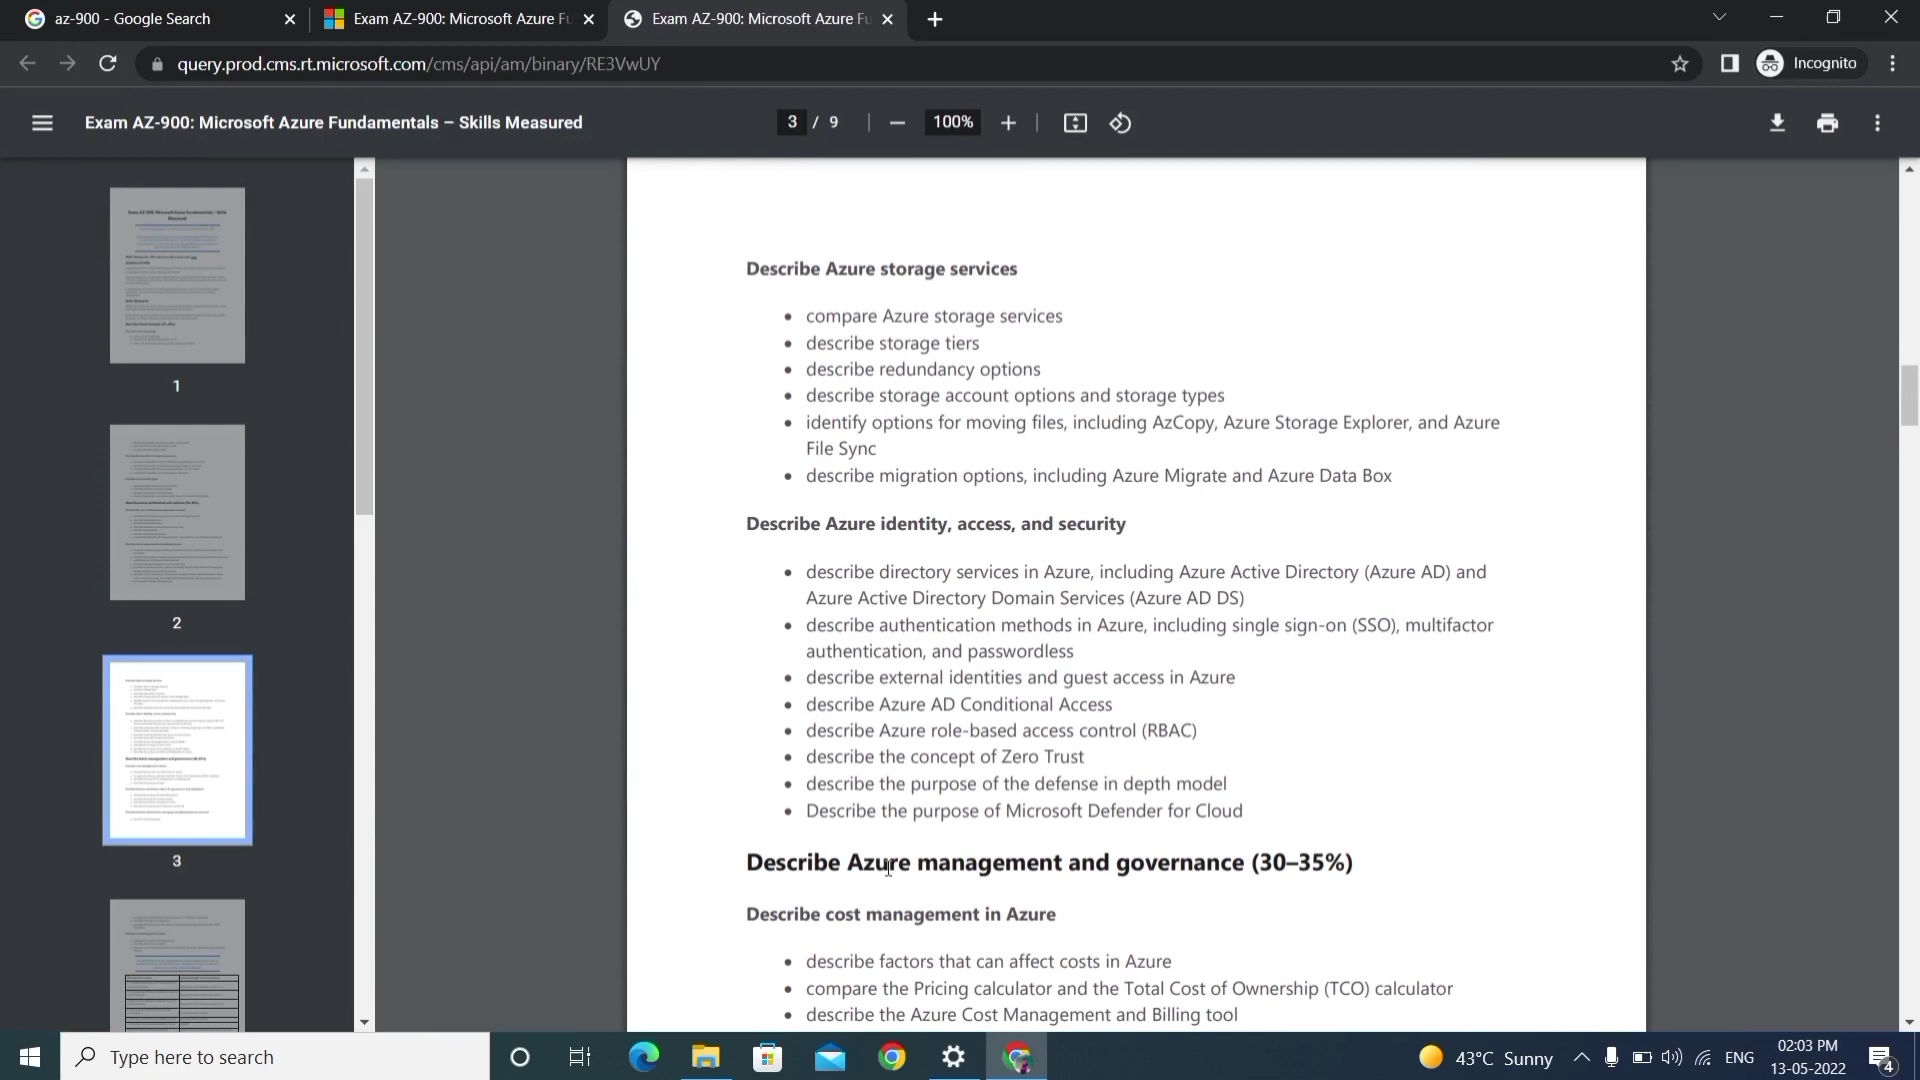 az-900 - Google Search
Exam AZ-900: Microsoft Azure Fu
Exam AZ-900: Microsoft Azure Fu
query.prod.cms.rt.microsoft.com/cms/api/am/binary/RE3VwUY
Incognito
Exam AZ-900: Microsoft Azure Fundamentals – Skills Measured
3 / 9
100%
1
2
3
Describe Azure storage services
• compare Azure storage services
• describe storage tiers
• describe redundancy options
• describe storage account options and storage types
• identify options for moving files, including AzCopy, Azure Storage Explorer, and Azure
File Sync
• describe migration options, including Azure Migrate and Azure Data Box
Describe Azure identity, access, and security
• describe directory services in Azure, including Azure Active Directory (Azure AD) and
Azure Active Directory Domain Services (Azure AD DS)
• describe authentication methods in Azure, including single sign-on (SSO), multifactor
authentication, and passwordless
• describe external identities and guest access in Azure
• describe Azure AD Conditional Access
• describe Azure role-based access control (RBAC)
• describe the concept of Zero Trust
• describe the purpose of the defense in depth model
• Describe the purpose of Microsoft Defender for Cloud
Describe Azure management and governance (30–35%)
Describe cost management in Azure
• describe factors that can affect costs in Azure
• compare the Pricing calculator and the Total Cost of Ownership (TCO) calculator
• describe the Azure Cost Management and Billing tool
Type here to search
43°C Sunny
ENG
02:03 PM
13-05-2022
4